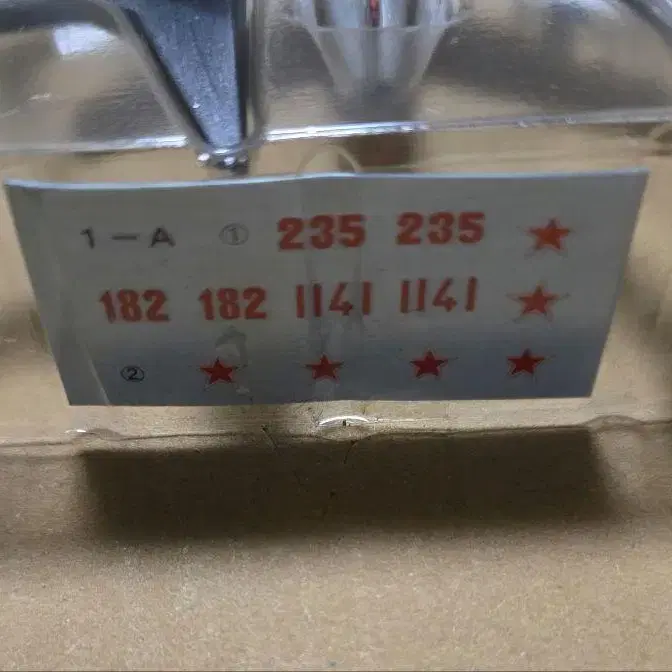 1-A ① 235 235 ★
182 182 1141 1141 ★
② ★ ★ ★ ★